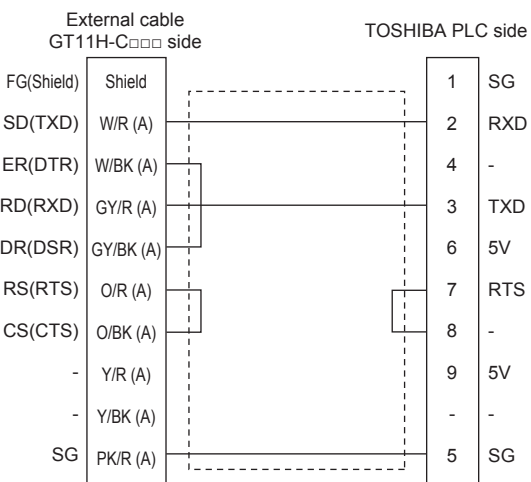 External cable
GT11H-C□□□ side
TOSHIBA PLC side
FG(Shield) Shield 1 SG
SD(TXD) W/R (A) 2 RXD
ER(DTR) W/BK (A) 4 -
RD(RXD) GY/R (A) 3 TXD
DR(DSR) GY/BK (A) 6 5V
RS(RTS) O/R (A) 7 RTS
CS(CTS) O/BK (A) 8 -
- Y/R (A) 9 5V
- Y/BK (A) - -
SG PK/R (A) 5 SG